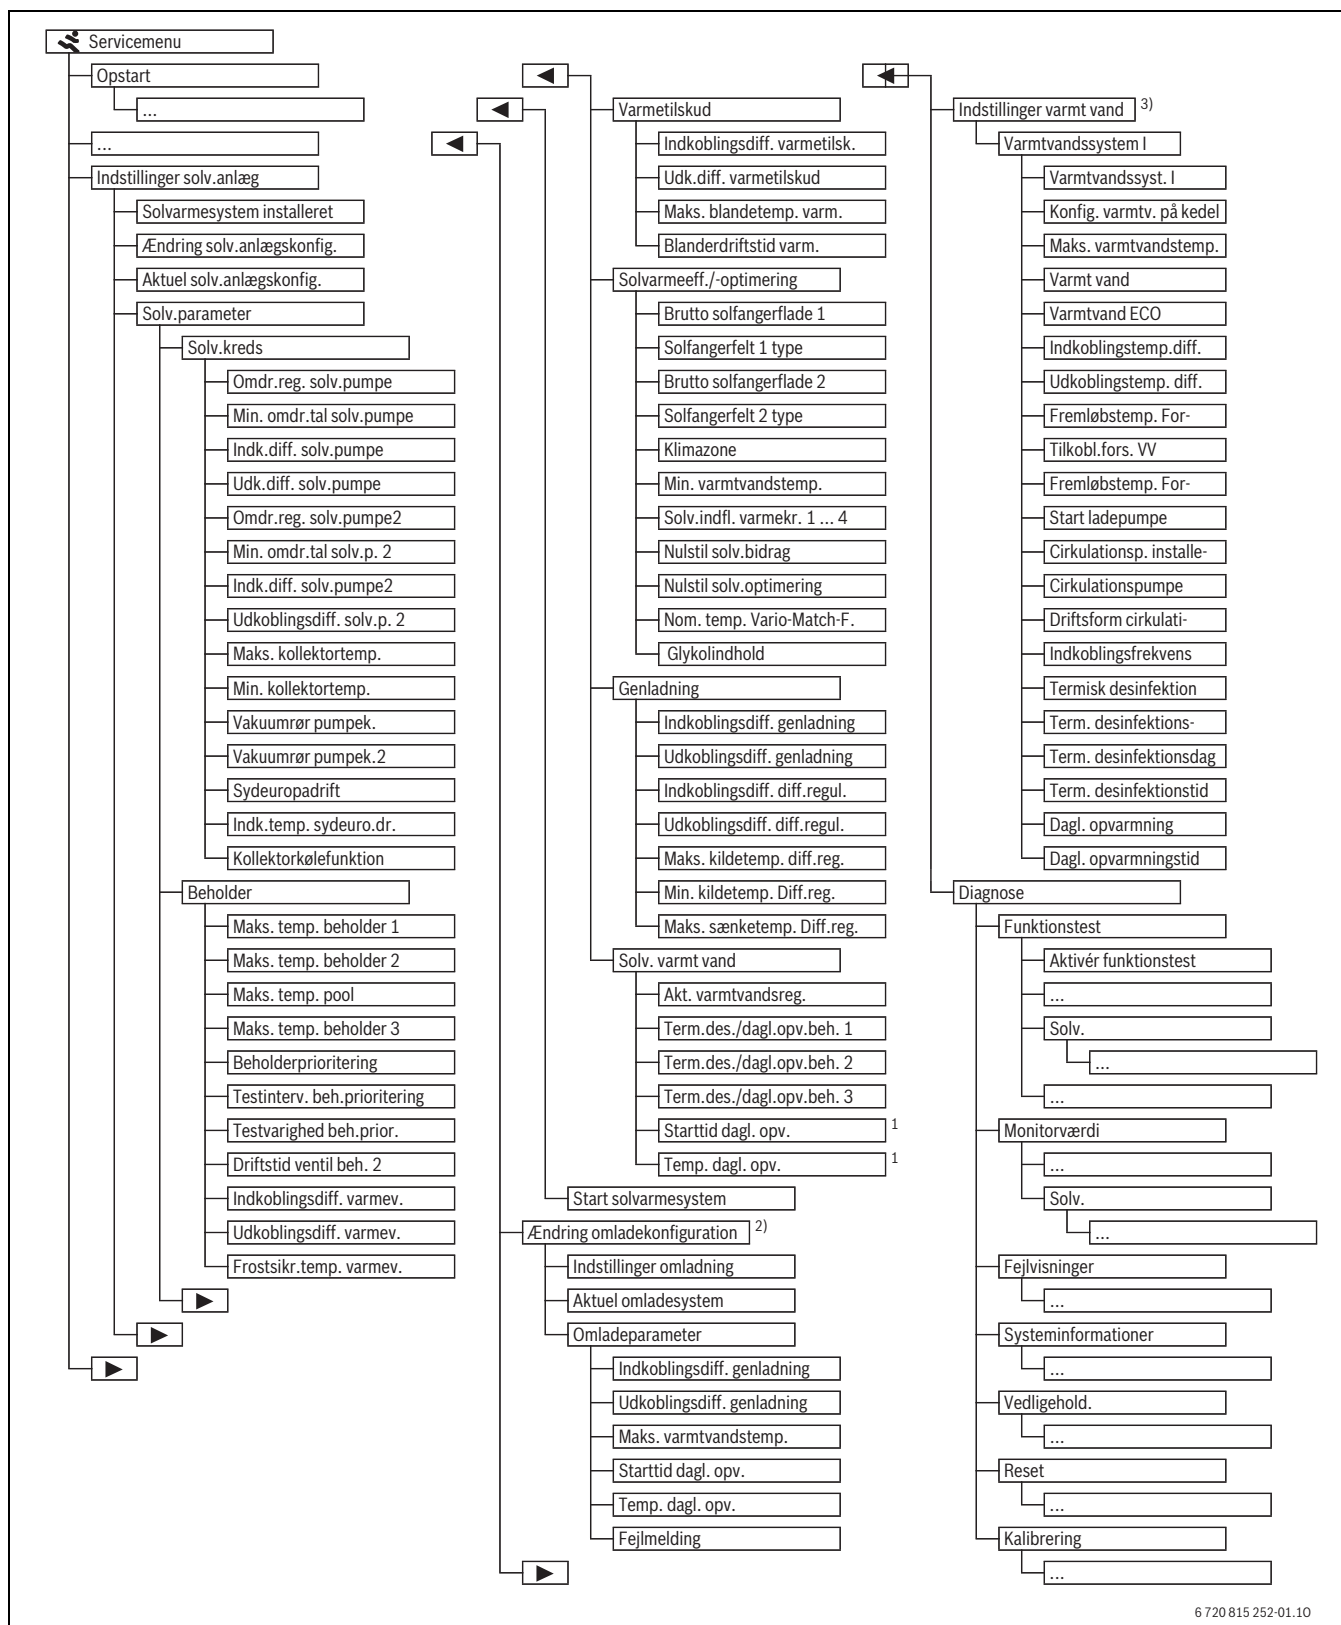 Servicemenu
Opstart
...
...
Indstillinger solv.anlæg
Solvarmesystem installeret
Ændring solv.anlægskonfig.
Aktuel solv.anlægskonfig.
Solv.parameter
Solv.kreds
Omdr.reg. solv.pumpe
Min. omdr.tal solv.pumpe
Indk.diff. solv.pumpe
Udk.diff. solv.pumpe
Omdr.reg. solv.pumpe2
Min. omdr.tal solv.p. 2
Indk.diff. solv.pumpe2
Udkoblingsdiff. solv.p. 2
Maks. kollektortemp.
Min. kollektortemp.
Vakuumrør pumpek.
Vakuumrør pumpek.2
Sydeuropadrift
Indk.temp. sydeuro.dr.
Kollektorkølefunktion
Beholder
Maks. temp. beholder 1
Maks. temp. beholder 2
Maks. temp. pool
Maks. temp. beholder 3
Beholderprioritering
Testinterv. beh.prioritering
Testvarighed beh.prior.
Driftstid ventil beh. 2
Indkoblingsdiff. varmev.
Udkoblingsdiff. varmev.
Frostsikr.temp. varmev.
Varmetilskud
Indkoblingsdiff. varmetilsk.
Udk.diff. varmetilskud
Maks. blandetemp. varm.
Blanderdriftstid varm.
Solvarmeeff./-optimering
Brutto solfangerflade 1
Solfangerfelt 1 type
Brutto solfangerflade 2
Solfangerfelt 2 type
Klimazone
Min. varmtvandstemp.
Solv.indfl. varmekr. 1 ... 4
Nulstil solv.bidrag
Nulstil solv.optimering
Nom. temp. Vario-Match-F.
Glykolindhold
Genladning
Indkoblingsdiff. genladning
Udkoblingsdiff. genladning
Indkoblingsdiff. diff.regul.
Udkoblingsdiff. diff.regul.
Maks. kildetemp. diff.reg.
Min. kildetemp. Diff.reg.
Maks. sænketemp. Diff.reg.
Solv. varmt vand
Akt. varmtvandsreg.
Term.des./dagl.opv.beh. 1
Term.des./dagl.opv.beh. 2
Term.des./dagl.opv.beh. 3
Starttid dagl. opv. 1
Temp. dagl. opv. 1
Start solvarmesystem
Ændring omladekonfiguration 2)
Indstillinger omladning
Aktuel omladesystem
Omladeparameter
Indkoblingsdiff. genladning
Udkoblingsdiff. genladning
Maks. varmtvandstemp.
Starttid dagl. opv.
Temp. dagl. opv.
Fejlmelding
Indstillinger varmt vand 3)
Varmtvandssystem I
Varmtvandssyst. I
Konfig. varmtv. på kedel
Maks. varmtvandstemp.
Varmt vand
Varmtvand ECO
Indkoblingstemp.diff.
Udkoblingstemp. diff.
Fremløbstemp. For-
Tilkobl.fors. VV
Fremløbstemp. For-
Start ladepumpe
Cirkulationsp. installe-
Cirkulationspumpe
Driftsform cirkulati-
Indkoblingsfrekvens
Termisk desinfektion
Term. desinfektions-
Term. desinfektionsdag
Term. desinfektionstid
Dagl. opvarmning
Dagl. opvarmningstid
Diagnose
Funktionstest
Aktivér funktionstest
...
Solv.
...
...
Monitorværdi
...
Solv.
...
Fejlvisninger
...
Systeminformationer
...
Vedligehold.
...
Reset
...
Kalibrering
...
6 720 815 252-01.1O